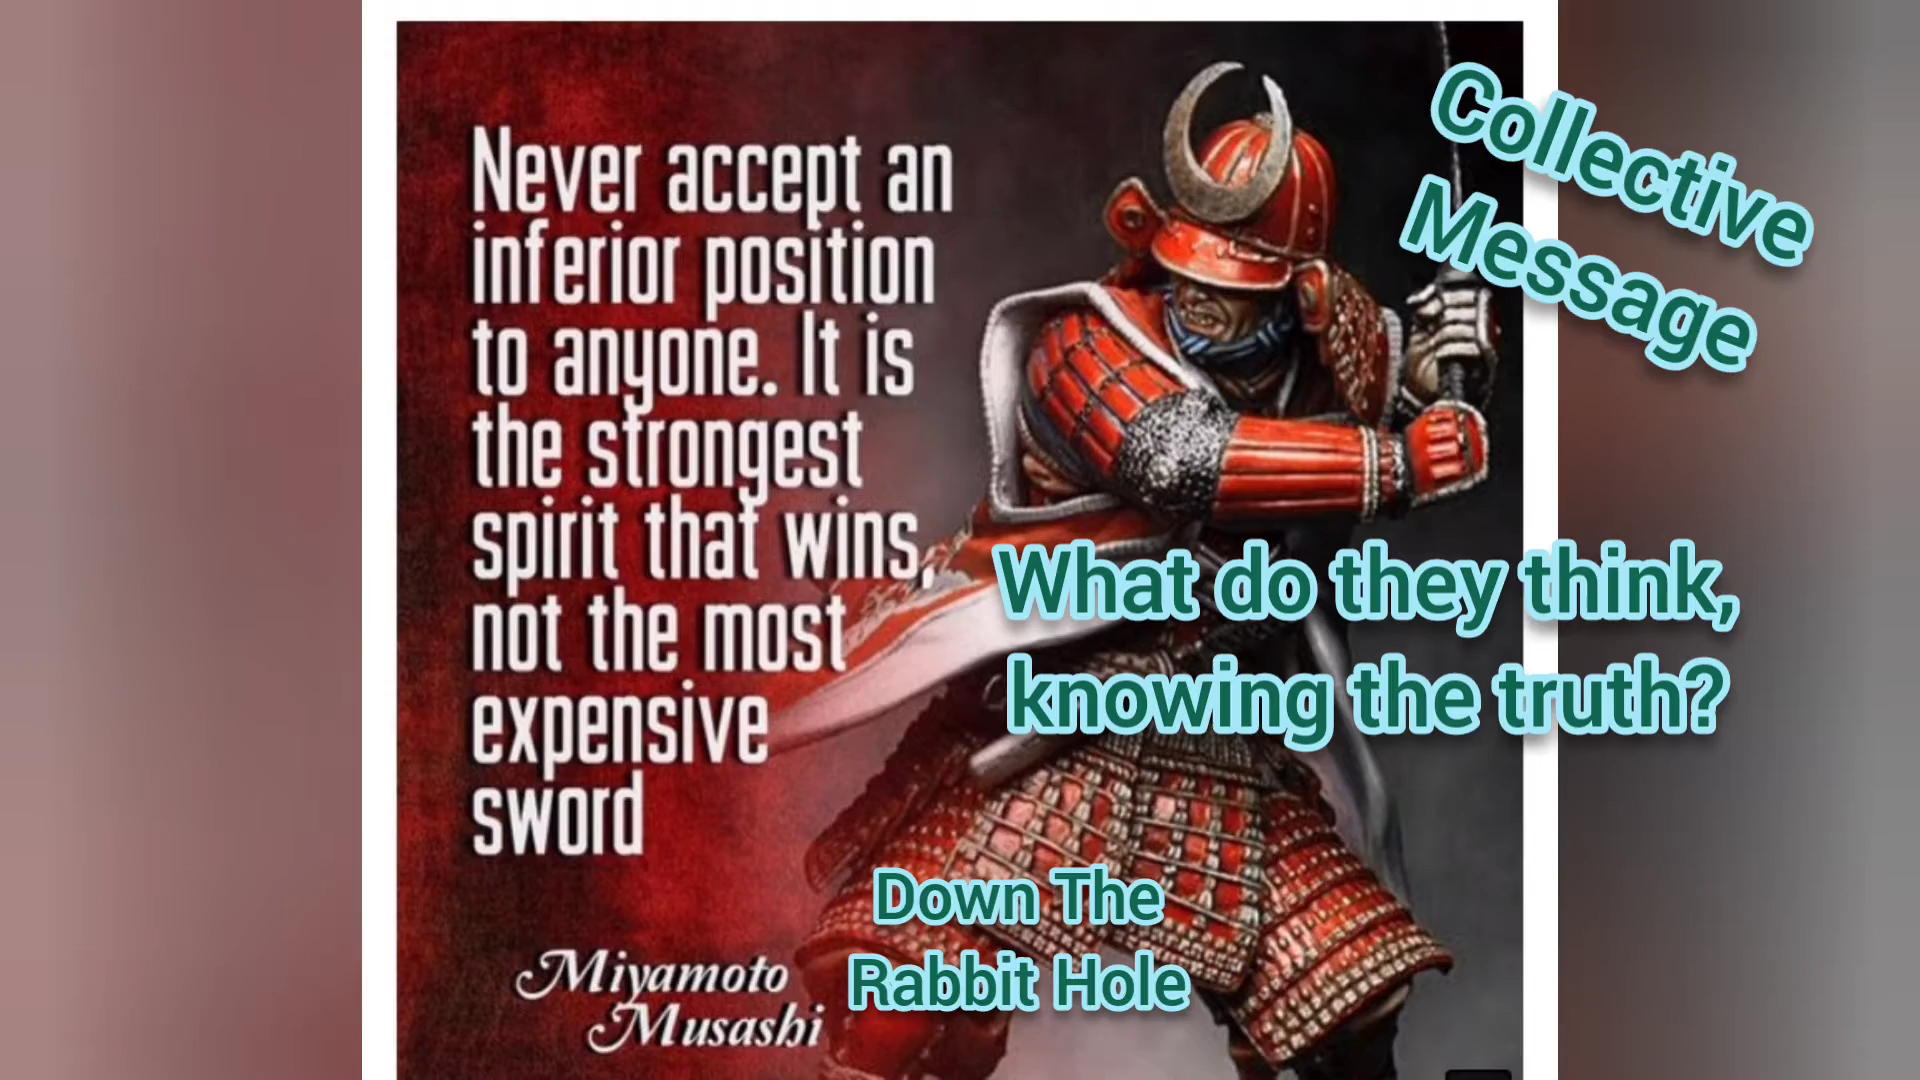 Never accept an
inferior position
to anyone. It is
the strongest
spirit that wins,
not the most
expensive
sword
Miyamoto
Musashi
Collective
Message
What do they think,
knowing the truth?
Down The
Rabbit Hole